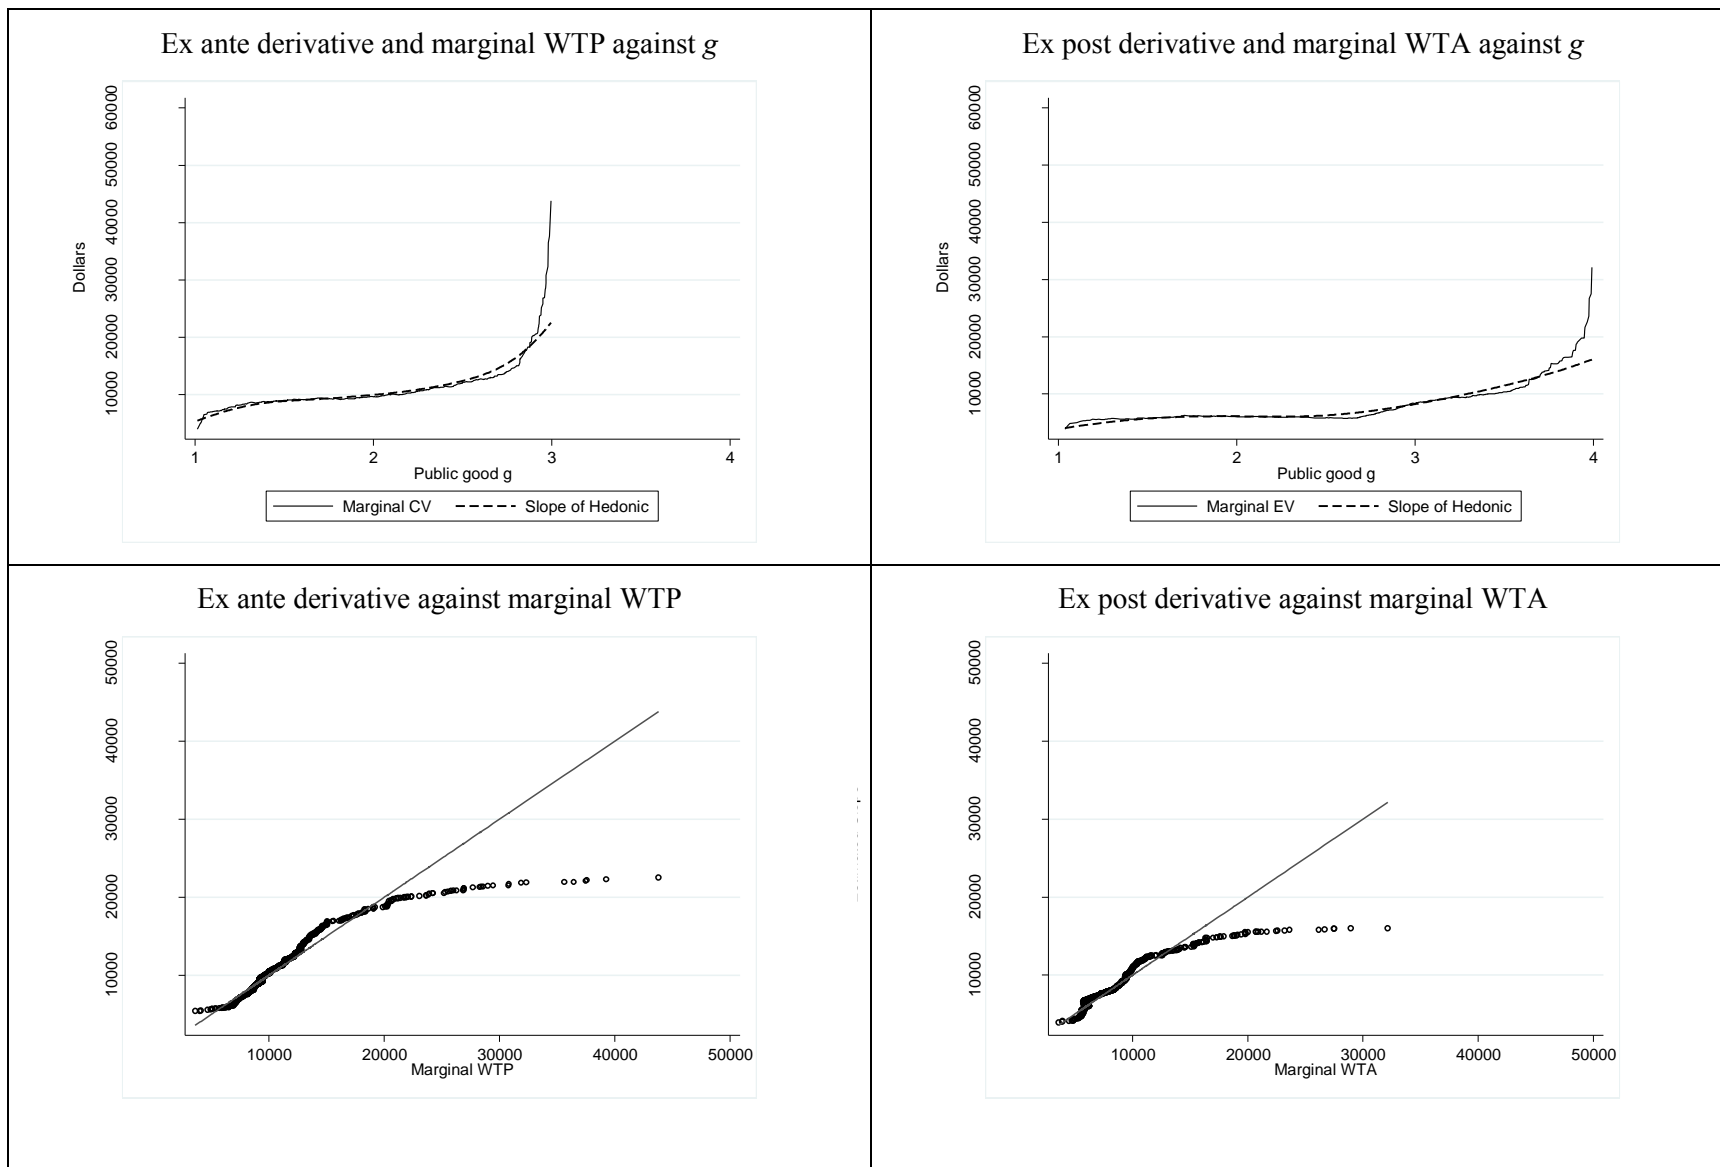 Ex ante derivative and marginal WTP against g
60000
50000
40000
30000
20000
10000
Dollars
1 2 3 4
Public good g
Marginal CV Slope of Hedonic
Ex post derivative and marginal WTA against g
60000
50000
40000
30000
20000
10000
Dollars
1 2 3 4
Public good g
Marginal EV Slope of Hedonic
Ex ante derivative against marginal WTP
50000
40000
30000
20000
10000
10000 20000 30000 40000 50000
Marginal WTP
Ex post derivative against marginal WTA
50000
40000
30000
20000
10000
10000 20000 30000 40000 50000
Marginal WTA